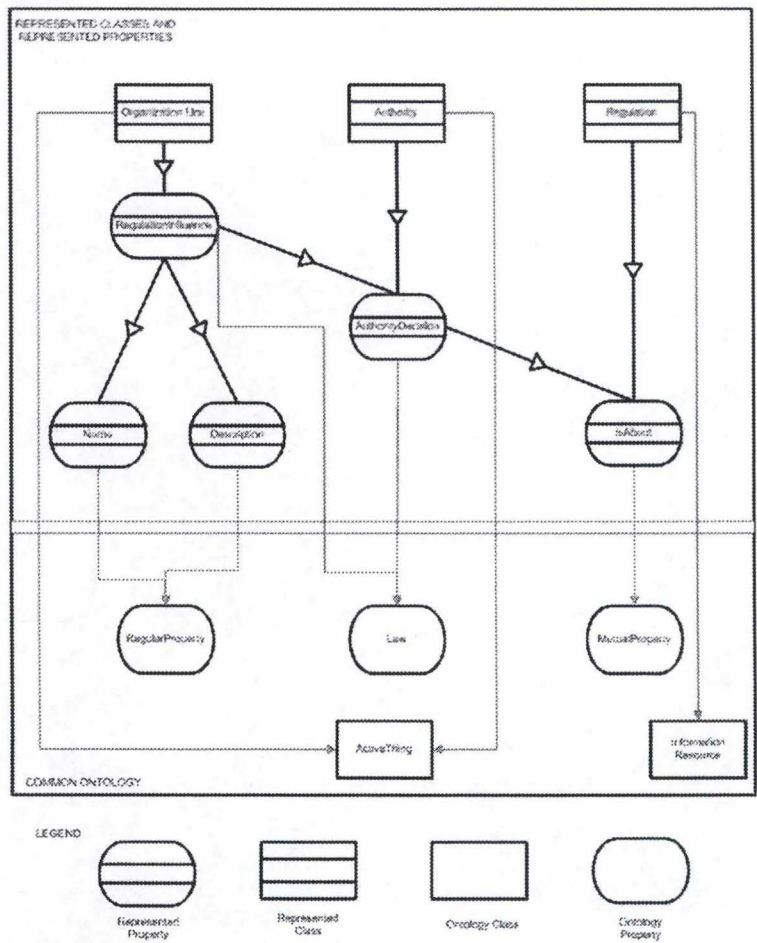 REPRESENTED CLASSES AND
REPRESENTED PROPERTIES
Organization Unit
Authority
Regulation
RegulationInfluence
AuthorityDecision
Name
Description
IsAbout
RegularProperty
Law
MutualProperty
ActiveThing
Information
Resource
COMMON ONTOLOGY
LEGEND
Represented
Property
Represented
Class
Ontology Class
Ontology
Property